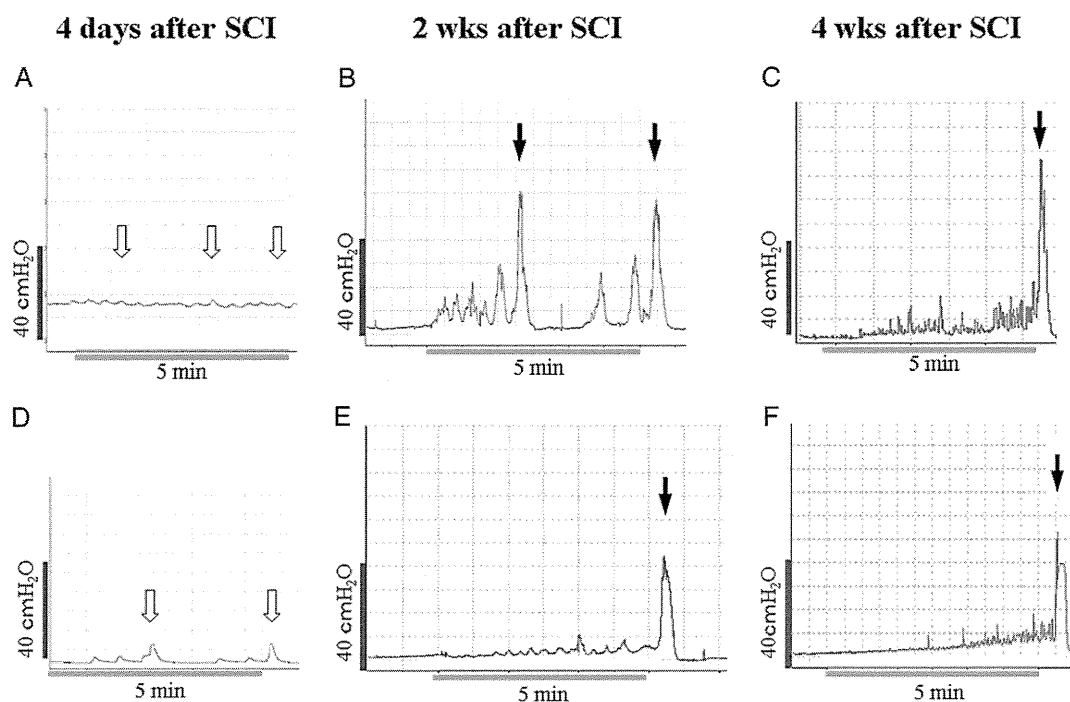 4 days after SCI
2 wks after SCI
4 wks after SCI
A
B
C
40 cmH₂O
40 cmH₂O
40 cmH₂O
5 min
5 min
5 min
D
E
F
40 cmH₂O
40 cmH₂O
40cmH₂O
5 min
5 min
5 min